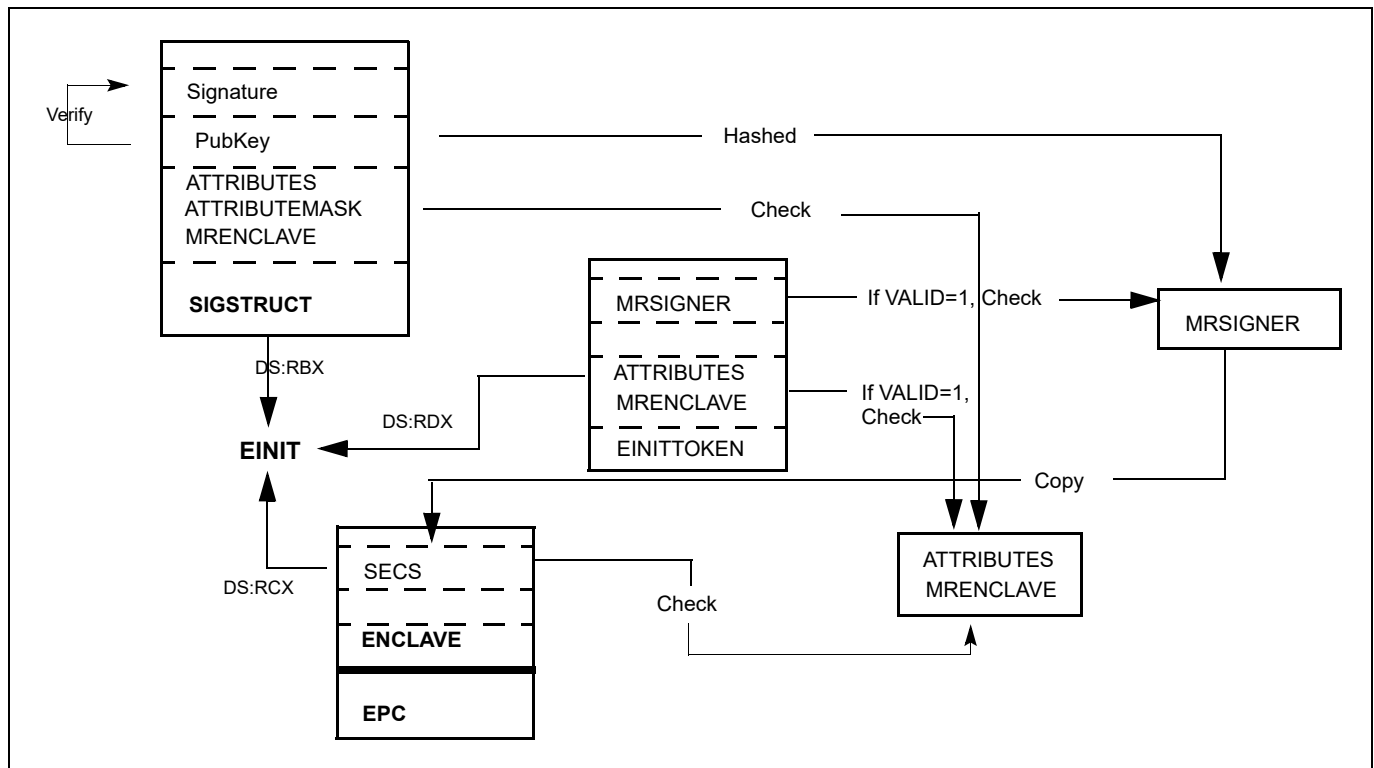 Signature
Verify
PubKey
Hashed
ATTRIBUTES
ATTRIBUTEMASK
MRENCLAVE
Check
SIGSTRUCT
MRSIGNER
If VALID=1, Check
MRSIGNER
DS:RBX
ATTRIBUTES
MRENCLAVE
If VALID=1,
Check
DS:RDX
EINIT
EINITTOKEN
Copy
SECS
DS:RCX
Check
ATTRIBUTES
MRENCLAVE
ENCLAVE
EPC